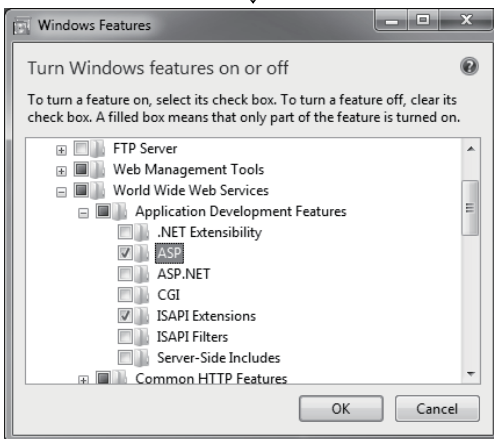 Windows Features
Turn Windows features on or off
To turn a feature on, select its check box. To turn a feature off, clear its
check box. A filled box means that only part of the feature is turned on.
FTP Server
Web Management Tools
World Wide Web Services
Application Development Features
.NET Extensibility
ASP
ASP.NET
CGI
ISAPI Extensions
ISAPI Filters
Server-Side Includes
Common HTTP Features
OK Cancel